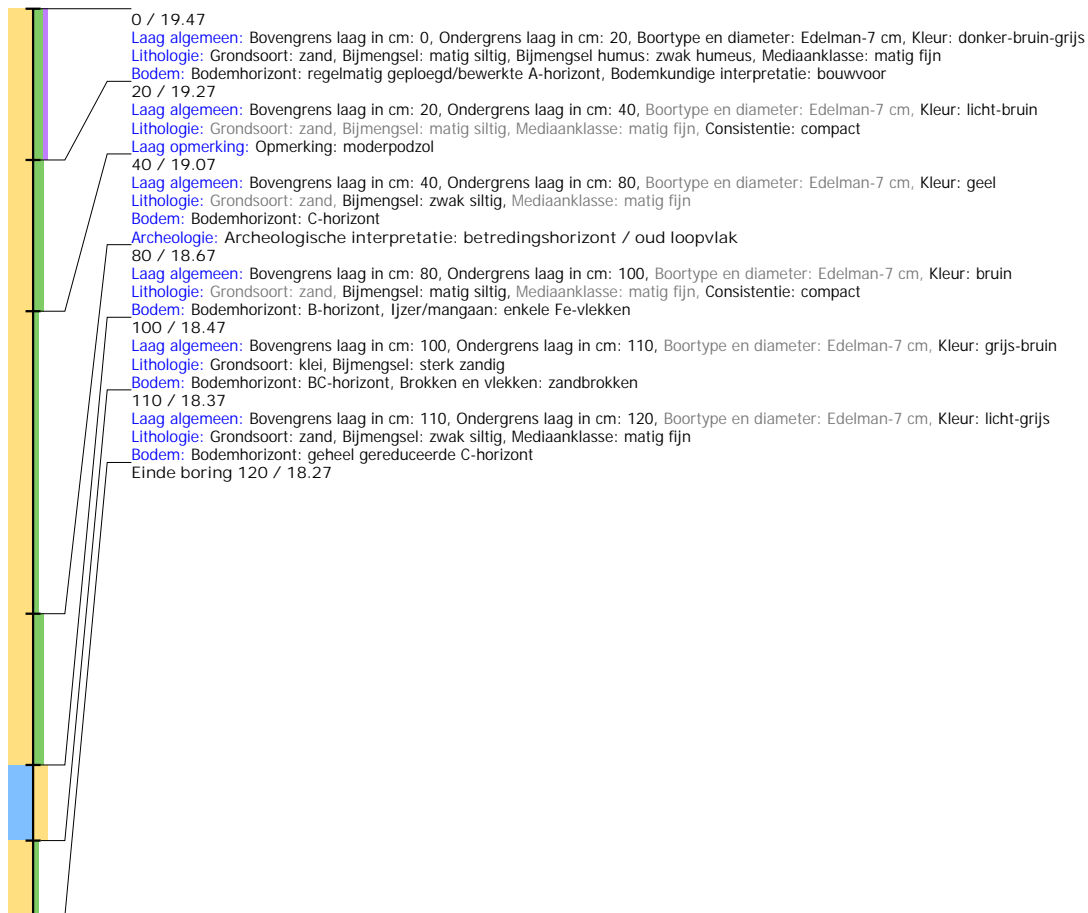 0 / 19.47
Laag algemeen: Bovengrens laag in cm: 0, Ondergrens laag in cm: 20, Boortype en diameter: Edelman-7 cm, Kleur: donker-bruin-grijs
Lithologie: Grondsoort: zand, Bijmengsel: matig siltig, Bijmengsel humus: zwak humeus, Mediaanklasse: matig fijn
Bodem: Bodemhorizont: regelmatig geploegd/bewerkte A-horizont, Bodemkundige interpretatie: bouwvoor
20 / 19.27
Laag algemeen: Bovengrens laag in cm: 20, Ondergrens laag in cm: 40, Boortype en diameter: Edelman-7 cm, Kleur: licht-bruin
Lithologie: Grondsoort: zand, Bijmengsel: matig siltig, Mediaanklasse: matig fijn, Consistentie: compact
Laag opmerking: Opmerking: moderpodzol
40 / 19.07
Laag algemeen: Bovengrens laag in cm: 40, Ondergrens laag in cm: 80, Boortype en diameter: Edelman-7 cm, Kleur: geel
Lithologie: Grondsoort: zand, Bijmengsel: zwak siltig, Mediaanklasse: matig fijn
Bodem: Bodemhorizont: C-horizont
Archeologie: Archeologische interpretatie: betredingshorizont / oud loopvlak
80 / 18.67
Laag algemeen: Bovengrens laag in cm: 80, Ondergrens laag in cm: 100, Boortype en diameter: Edelman-7 cm, Kleur: bruin
Lithologie: Grondsoort: zand, Bijmengsel: matig siltig, Mediaanklasse: matig fijn, Consistentie: compact
Bodem: Bodemhorizont: B-horizont, Ijzer/mangaan: enkele Fe-vlekken
100 / 18.47
Laag algemeen: Bovengrens laag in cm: 100, Ondergrens laag in cm: 110, Boortype en diameter: Edelman-7 cm, Kleur: grijs-bruin
Lithologie: Grondsoort: klei, Bijmengsel: sterk zandig
Bodem: Bodemhorizont: BC-horizont, Brokken en vlekken: zandbrokken
110 / 18.37
Laag algemeen: Bovengrens laag in cm: 110, Ondergrens laag in cm: 120, Boortype en diameter: Edelman-7 cm, Kleur: licht-grijs
Lithologie: Grondsoort: zand, Bijmengsel: zwak siltig, Mediaanklasse: matig fijn
Bodem: Bodemhorizont: geheel gereduceerde C-horizont
Einde boring 120 / 18.27